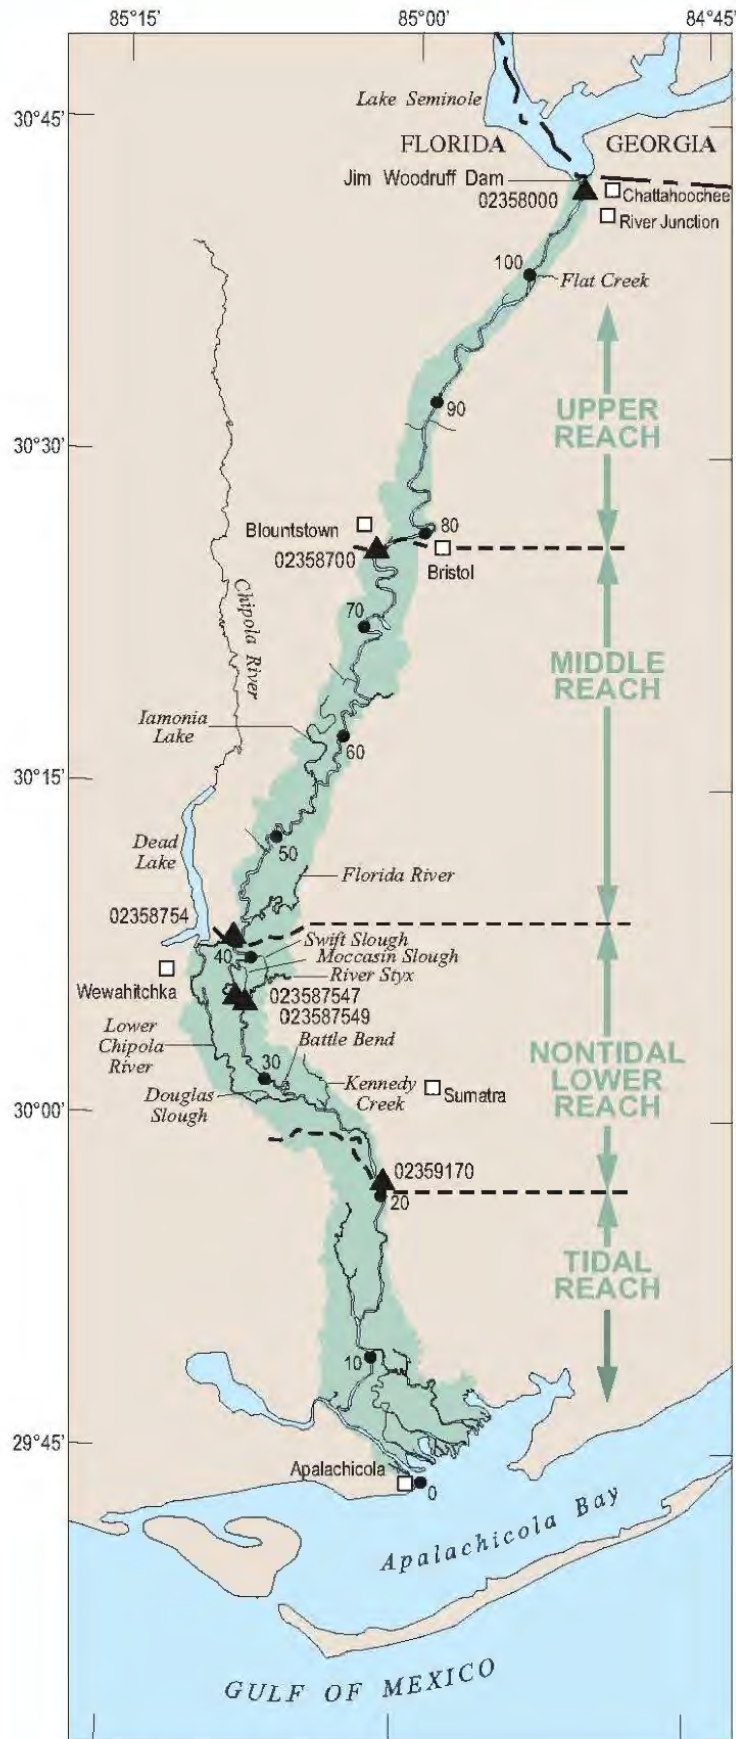 85°15' 85°00' 84°45'
Lake Seminole
30°45'
FLORIDA GEORGIA
Jim Woodruff Dam
02358000
Chattahoochee
River Junction
100
Flat Creek
UPPER
REACH
90
30°30'
80
Blountstown
02358700
Bristol
Chipola River
70
MIDDLE
REACH
Iamonia
Lake
60
30°15'
50
Dead
Lake
Florida River
02358754
Swift Slough
40
Moccasin Slough
River Styx
Wewahitchka
023587547
023587549
Lower
Chipola
River
Battle Bend
30
NONTIDAL
LOWER
REACH
Douglas
Slough
Kennedy
Creek
Sumatra
30°00'
02359170
20
TIDAL
REACH
10
29°45'
Apalachicola
0
Apalachicola Bay
GULF OF MEXICO